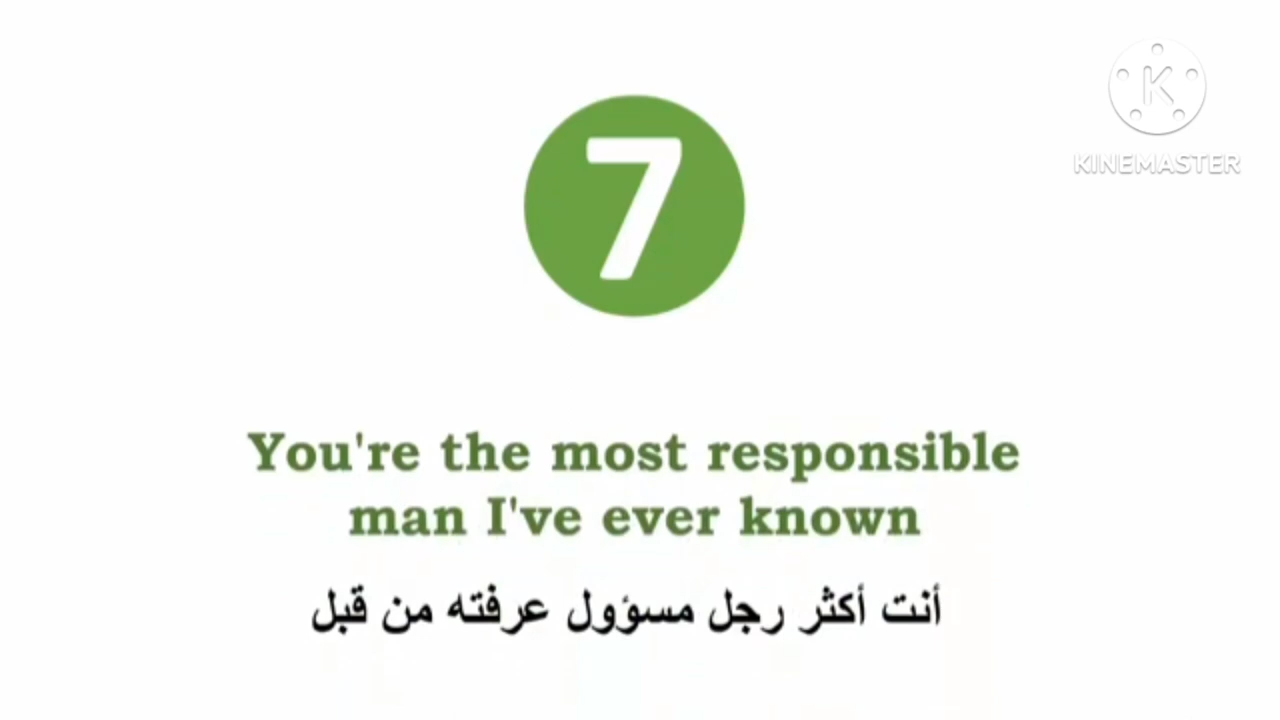 7
K
KINEMASTER
You're the most responsible
man I've ever known
أنت أكثر رجل مسؤول عرفته من قبل